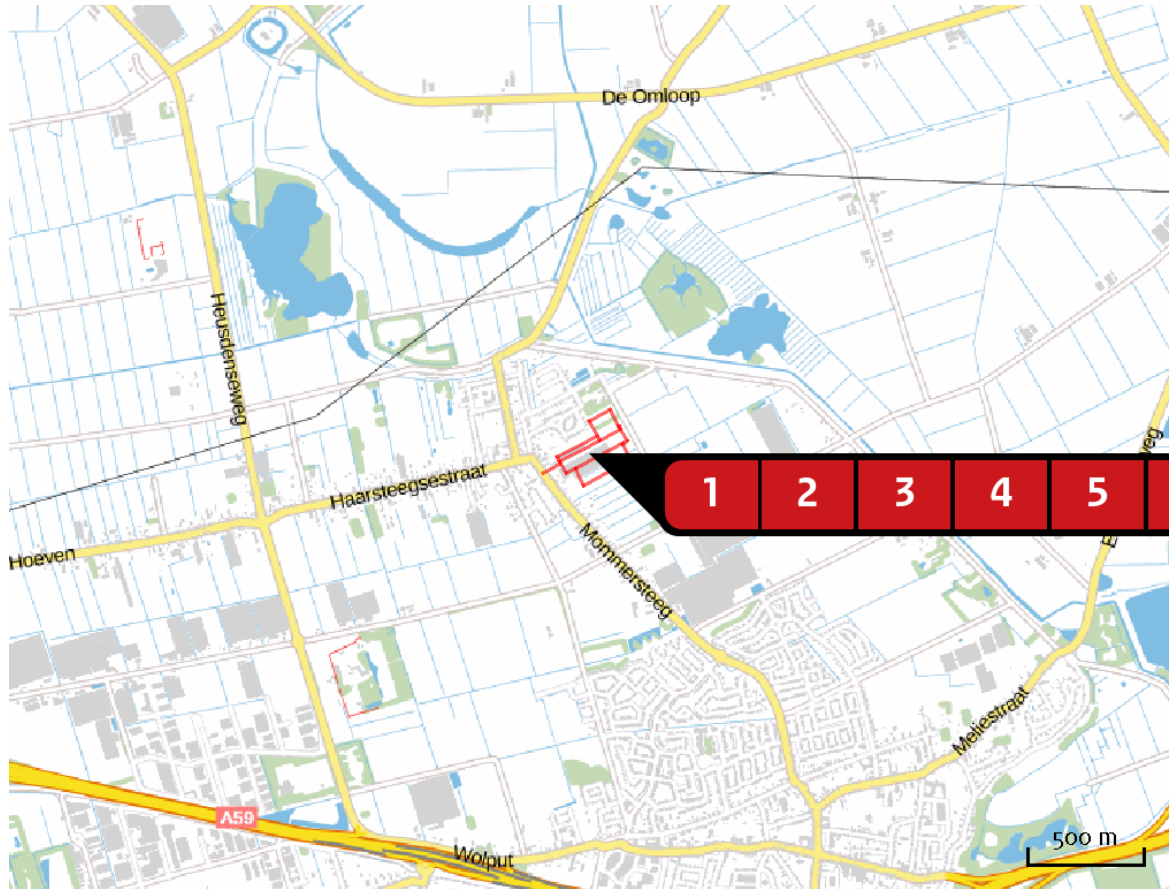 De Omloop
Heusdenseweg
Haarsteegsestraat
1 2 3 4 5
Hoeven
Mommersteeg
Meliestraat
A59
Wolput
500 m